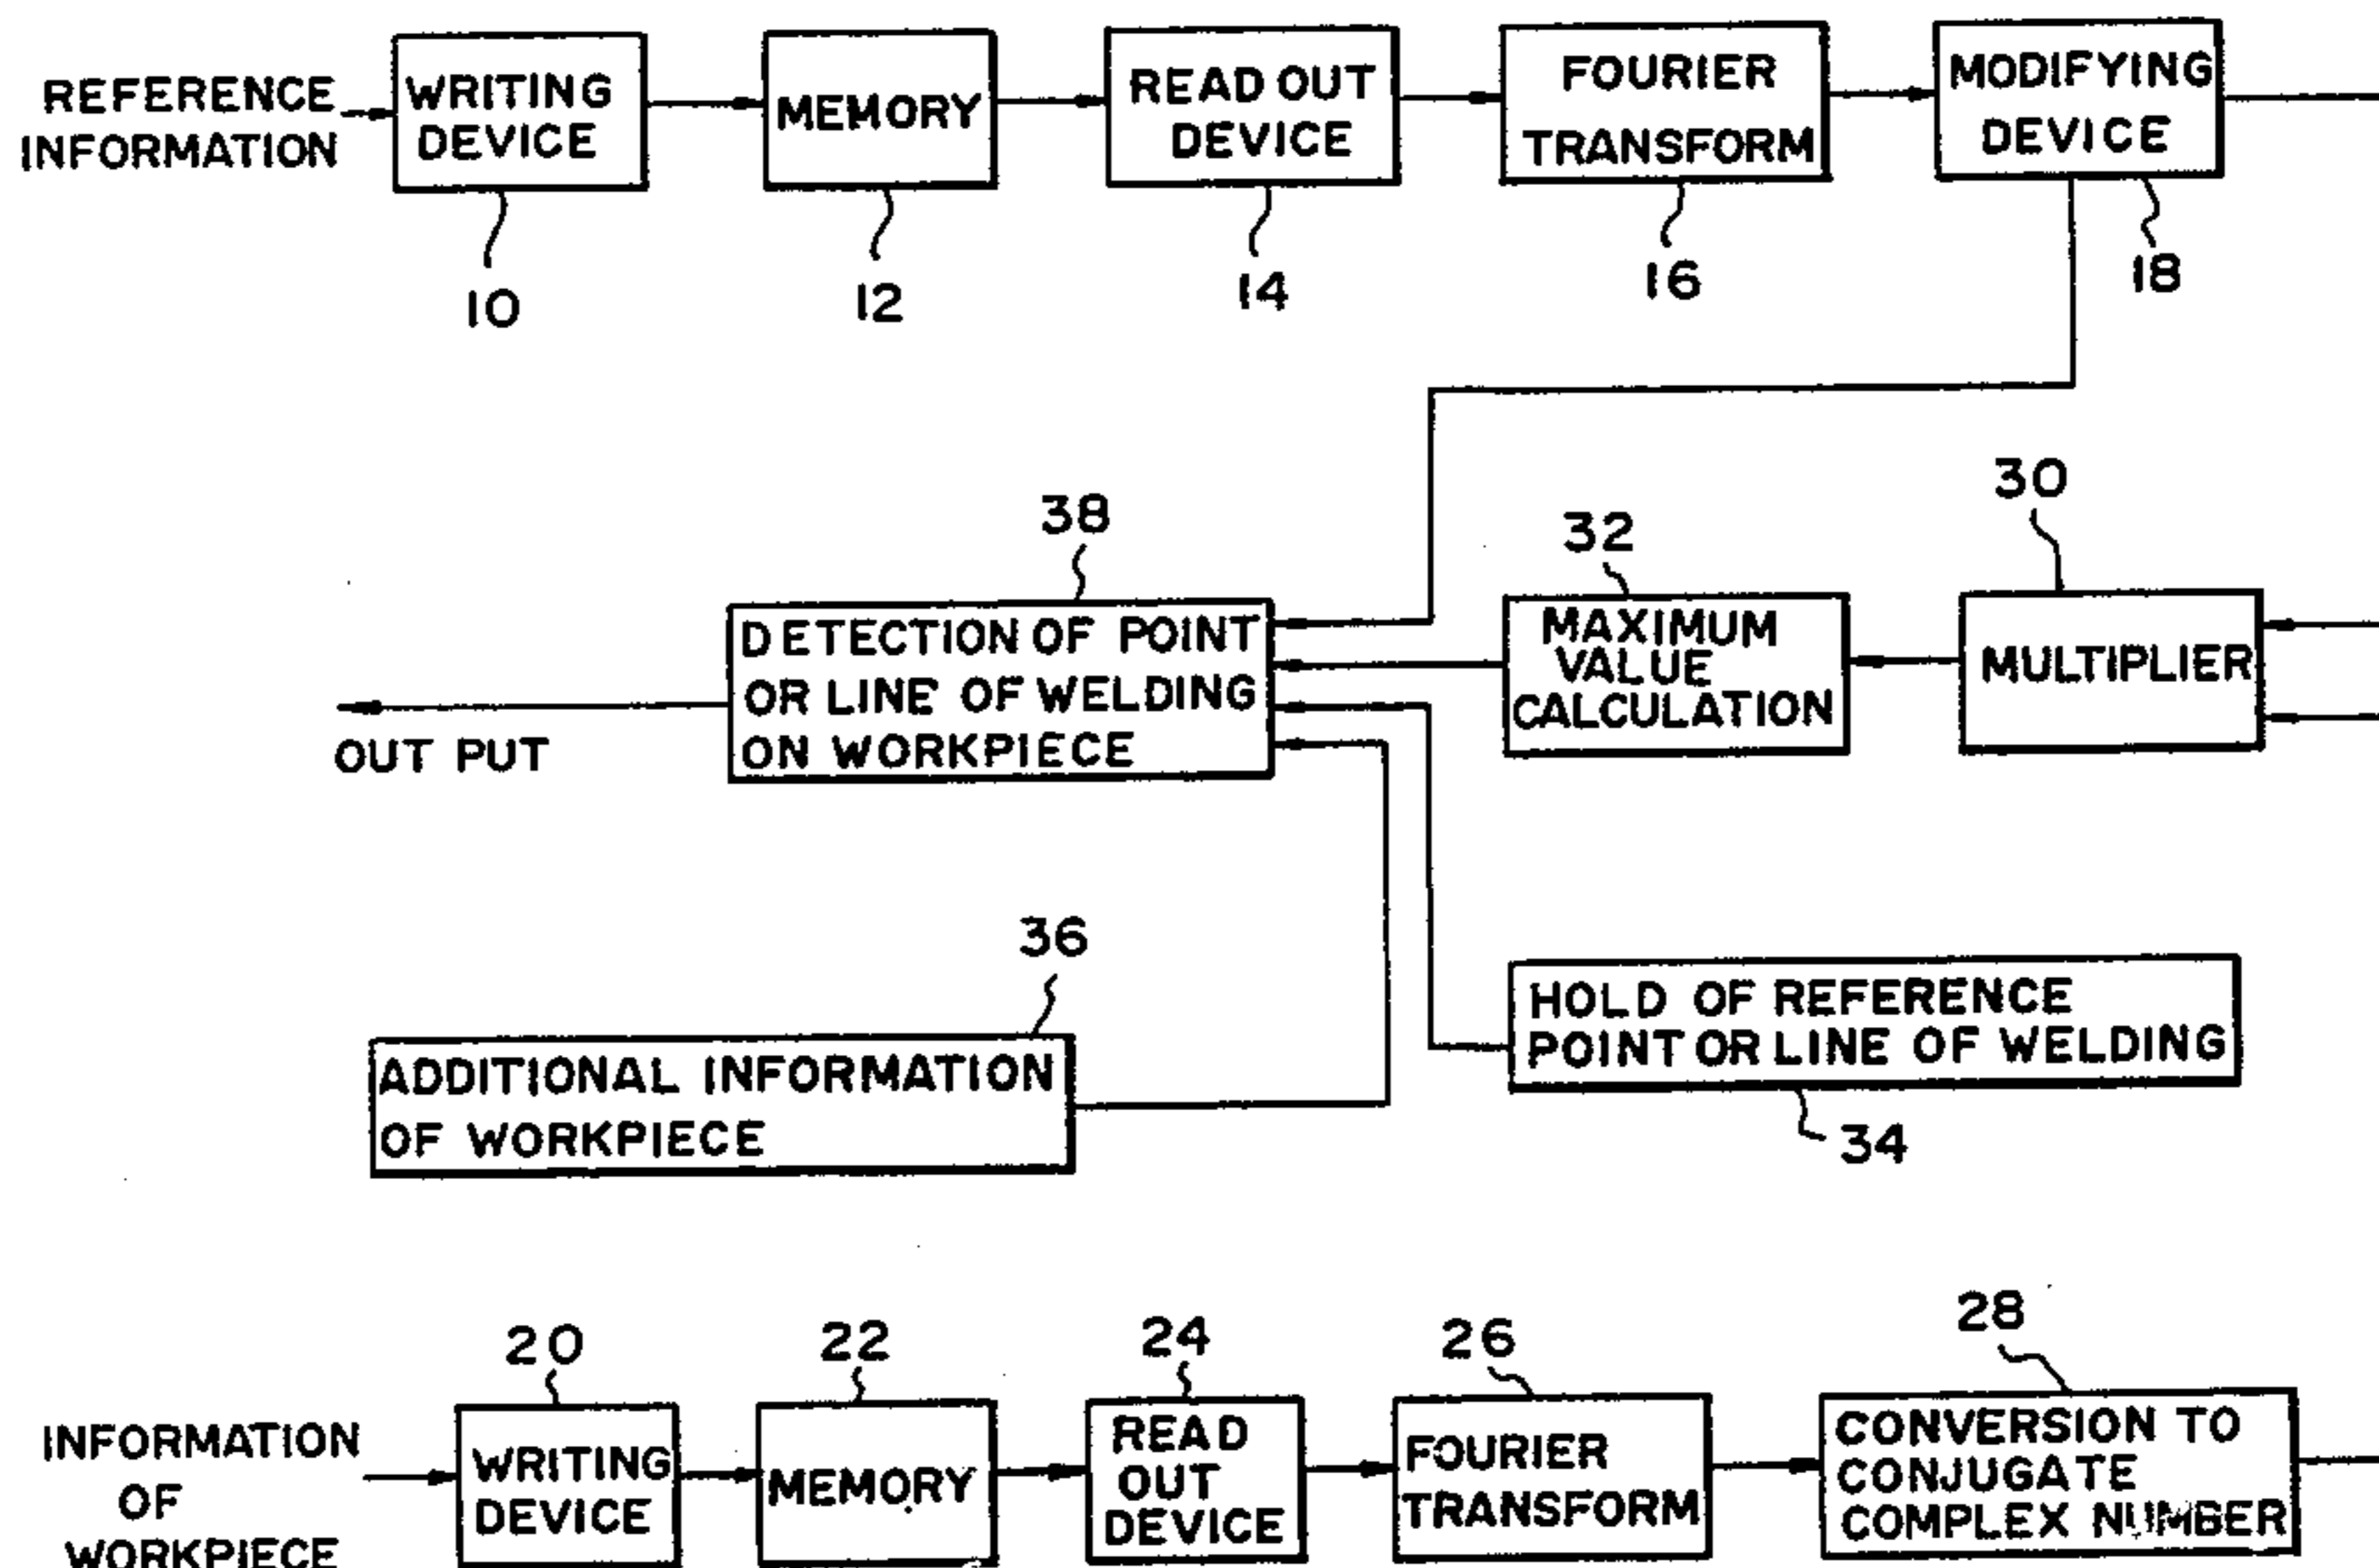 REFERENCE
INFORMATION
WRITING
DEVICE
MEMORY
READ OUT
DEVICE
FOURIER
TRANSFORM
MODIFYING
DEVICE
10
12
14
16
18
38
32
30
DETECTION OF POINT
OR LINE OF WELDING
ON WORKPIECE
MAXIMUM
VALUE
CALCULATION
MULTIPLIER
OUT PUT
36
ADDITIONAL INFORMATION
OF WORKPIECE
HOLD OF REFERENCE
POINT OR LINE OF WELDING
34
20
22
24
26
28
INFORMATION
OF
WORKPIECE
WRITING
DEVICE
MEMORY
READ
OUT
DEVICE
FOURIER
TRANSFORM
CONVERSION TO
CONJUGATE
COMPLEX NUMBER